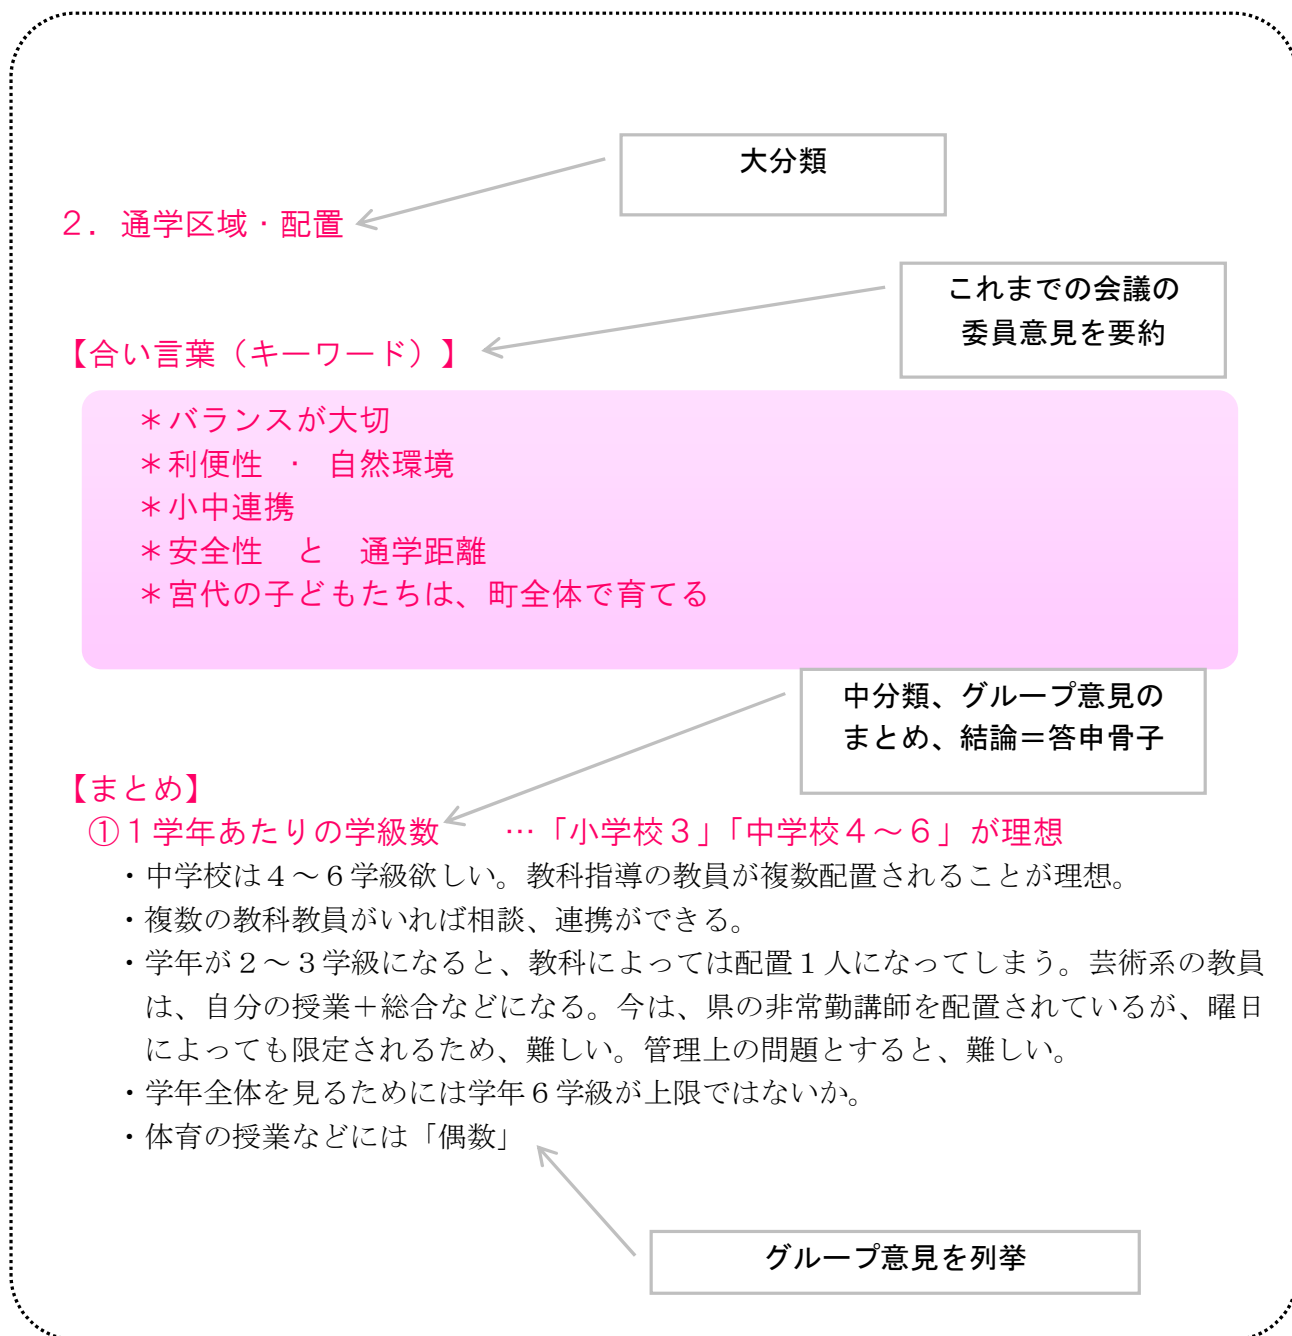 大分類
２．通学区域・配置
これまでの会議の
委員意見を要約
【合い言葉（キーワード）】
＊バランスが大切
＊利便性　・　自然環境
＊小中連携
＊安全性　と　通学距離
＊宮代の子どもたちは、町全体で育てる
中分類、グループ意見の
まとめ、結論＝答申骨子
【まとめ】
①１学年あたりの学級数　　…「小学校３」「中学校４～６」が理想
・中学校は４～６学級欲しい。教科指導の教員が複数配置されることが理想。
・複数の教科教員がいれば相談、連携ができる。
・学年が２～３学級になると、教科によっては配置１人になってしまう。芸術系の教員
は、自分の授業＋総合などになる。今は、県の非常勤講師を配置されているが、曜日
によっても限定されるため、難しい。管理上の問題とすると、難しい。
・学年全体を見るためには学年６学級が上限ではないか。
・体育の授業などには「偶数」
グループ意見を列挙